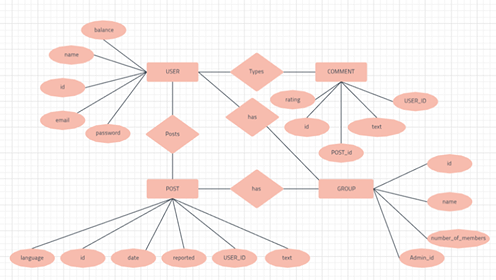 balance
name
USER
Types
COMMENT
id
rating
USER_ID
has
email
id
text
password
Posts
POST_id
id
POST
has
GROUP
name
number_of_members
language
id
date
reported
USER_ID
text
Admin_id